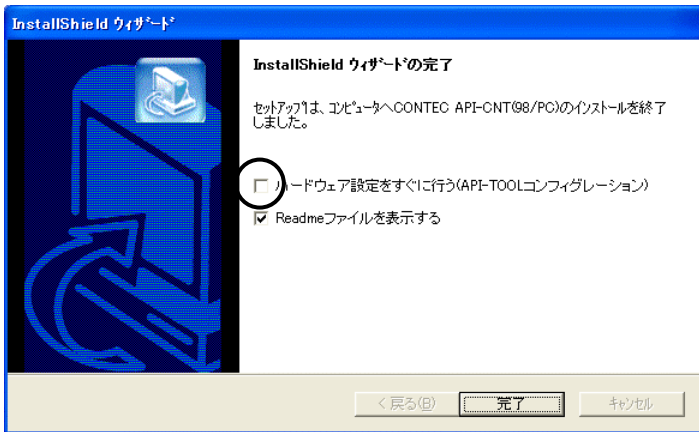 InstallShield ｳｨｻﾞｰﾄﾞ
InstallShield ｳｨｻﾞｰﾄﾞの完了
ｾｯﾄｱｯﾌﾟは、ｺﾝﾋﾟｭｰﾀへCONTEC API-CNT(98/PC)のｲﾝｽﾄｰﾙを終了
しました。
ハードウェア設定をすぐに行う(API-TOOLコンフィグレーション)
Readmeファイルを表示する
< 戻る(B)
完了
ｷｬﾝｾﾙ